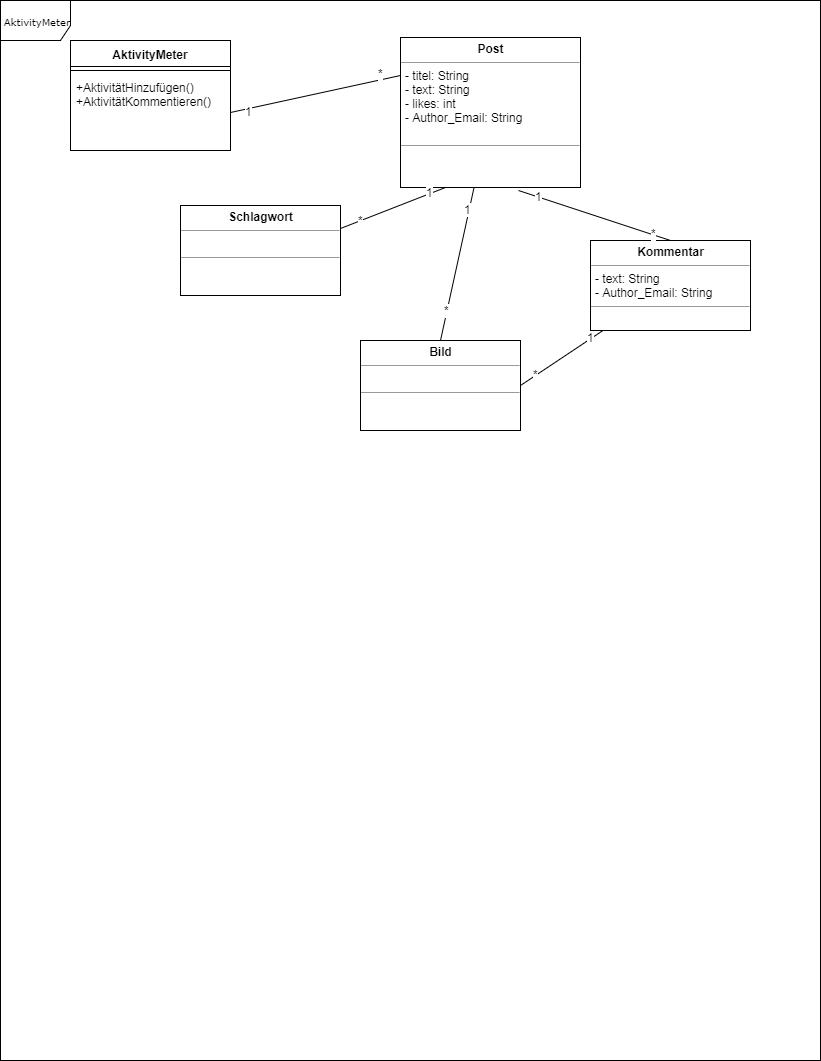 AktivityMeter
AktivityMeter
+AktivitätHinzufügen()
+AktivitätKommentieren()
1
*
Post
- titel: String
- text: String
- likes: int
- Author_Email: String
1
1
1
*
*
*
Schlagwort
Kommentar
- text: String
- Author_Email: String
1
*
Bild